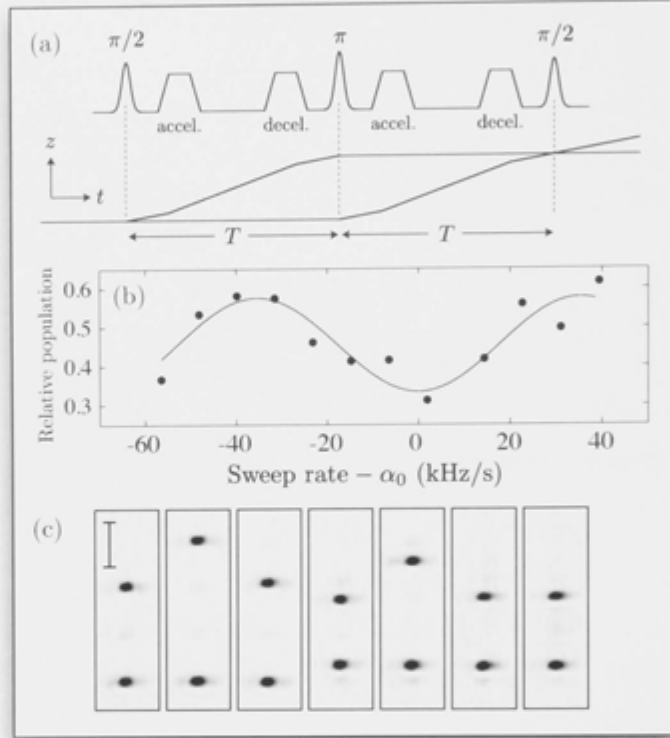 (a)
π/2 π π/2
accel. decel. accel. decel.
z
t
T T
(b)
Relative population
0.6
0.5
0.4
0.3
-60 -40 -20 0 20 40
Sweep rate – α₀ (kHz/s)
(c)